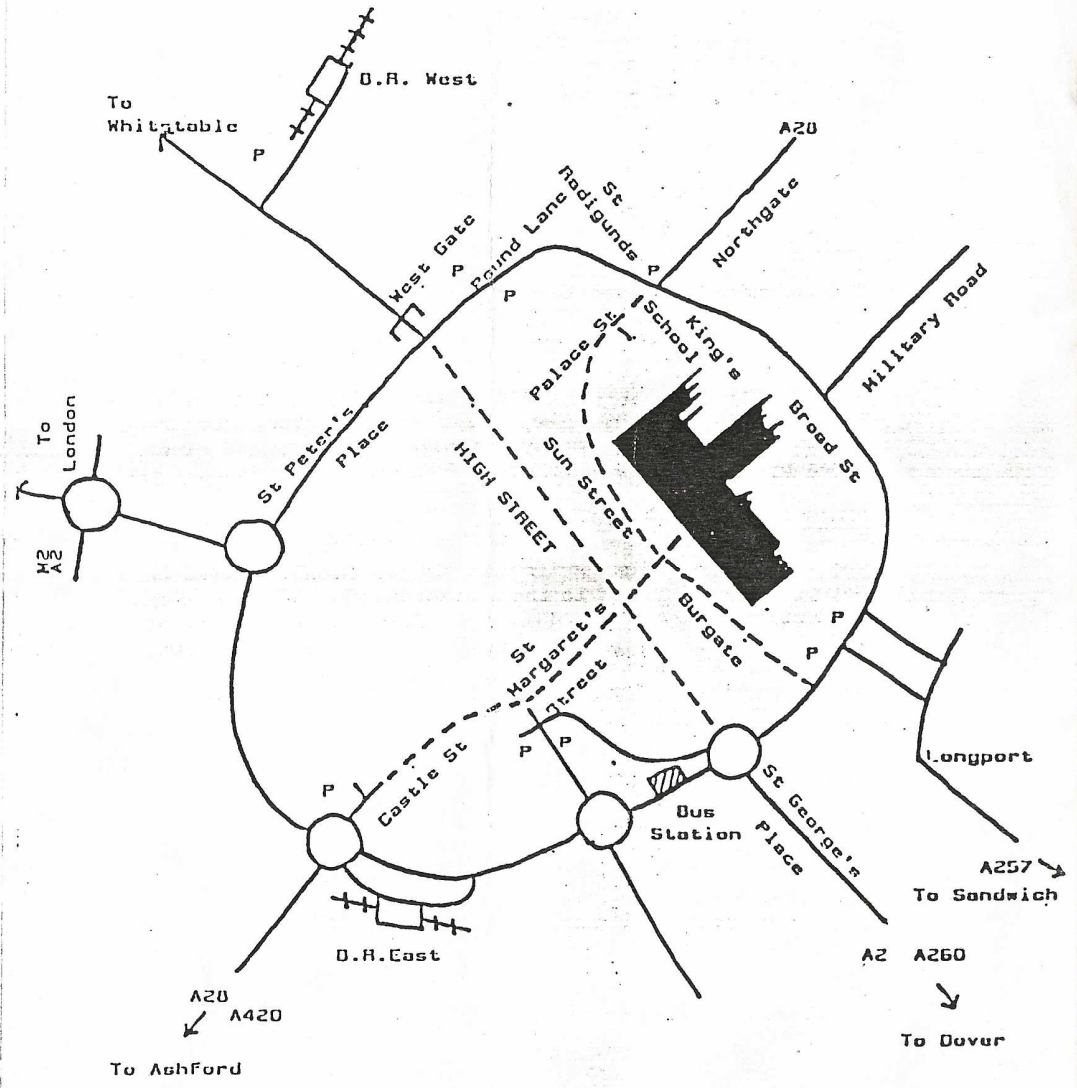 B.R. West
To
Whitstable
P
A28
St
Radigunds
Northgate
Pound Lane
West Gate
P
P
P
Military Road
Palace St
King's
School
Broad St
To
London
St Peter's
Place
HIGH STREET
Sun Street
M2
A2
Burgate
P
P
St
Margaret's
Street
P
P
Longport
P
Castle St
Bus
Station
St George's
Place
A257
To Sandwich
B.R.East
A2 A260
A28
A420
To Dover
To Ashford